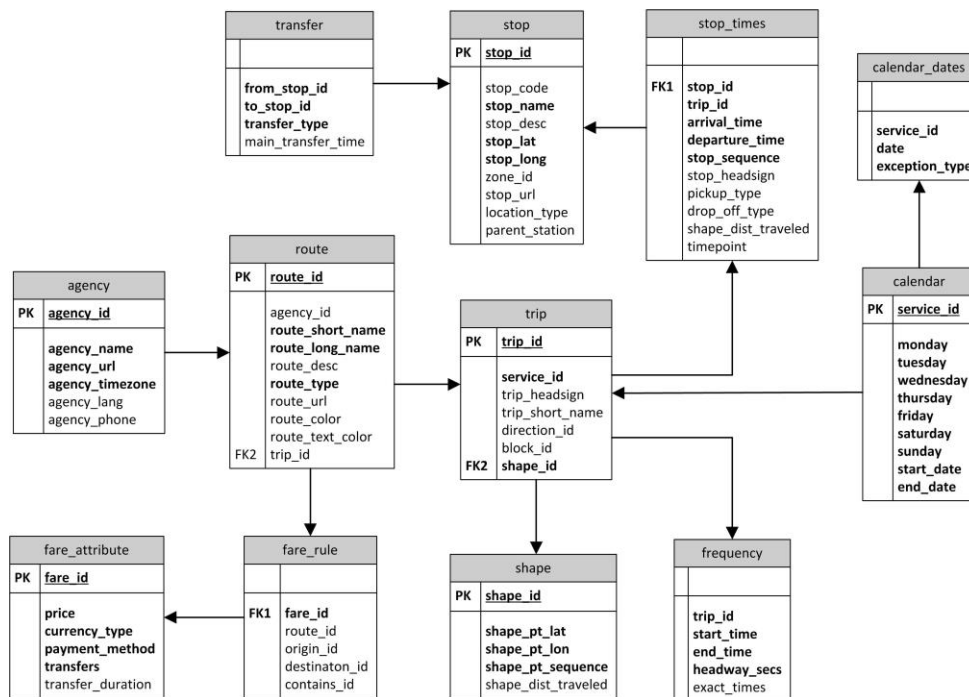 transfer
from_stop_id
to_stop_id
transfer_type
main_transfer_time
stop
PK stop_id
stop_code
stop_name
stop_desc
stop_lat
stop_long
zone_id
stop_url
location_type
parent_station
stop_times
FK1 stop_id
trip_id
arrival_time
departure_time
stop_sequence
stop_headsign
pickup_type
drop_off_type
shape_dist_traveled
timepoint
calendar_dates
service_id
date
exception_type
agency
PK agency_id
agency_name
agency_url
agency_timezone
agency_lang
agency_phone
route
PK route_id
agency_id
route_short_name
route_long_name
route_desc
route_type
route_url
route_color
route_text_color
FK2 trip_id
trip
PK trip_id
service_id
trip_headsign
trip_short_name
direction_id
block_id
FK2 shape_id
calendar
PK service_id
monday
tuesday
wednesday
thursday
friday
saturday
sunday
start_date
end_date
fare_attribute
PK fare_id
price
currency_type
payment_method
transfers
transfer_duration
fare_rule
FK1 fare_id
route_id
origin_id
destinaton_id
contains_id
shape
PK shape_id
shape_pt_lat
shape_pt_lon
shape_pt_sequence
shape_dist_traveled
frequency
trip_id
start_time
end_time
headway_secs
exact_times